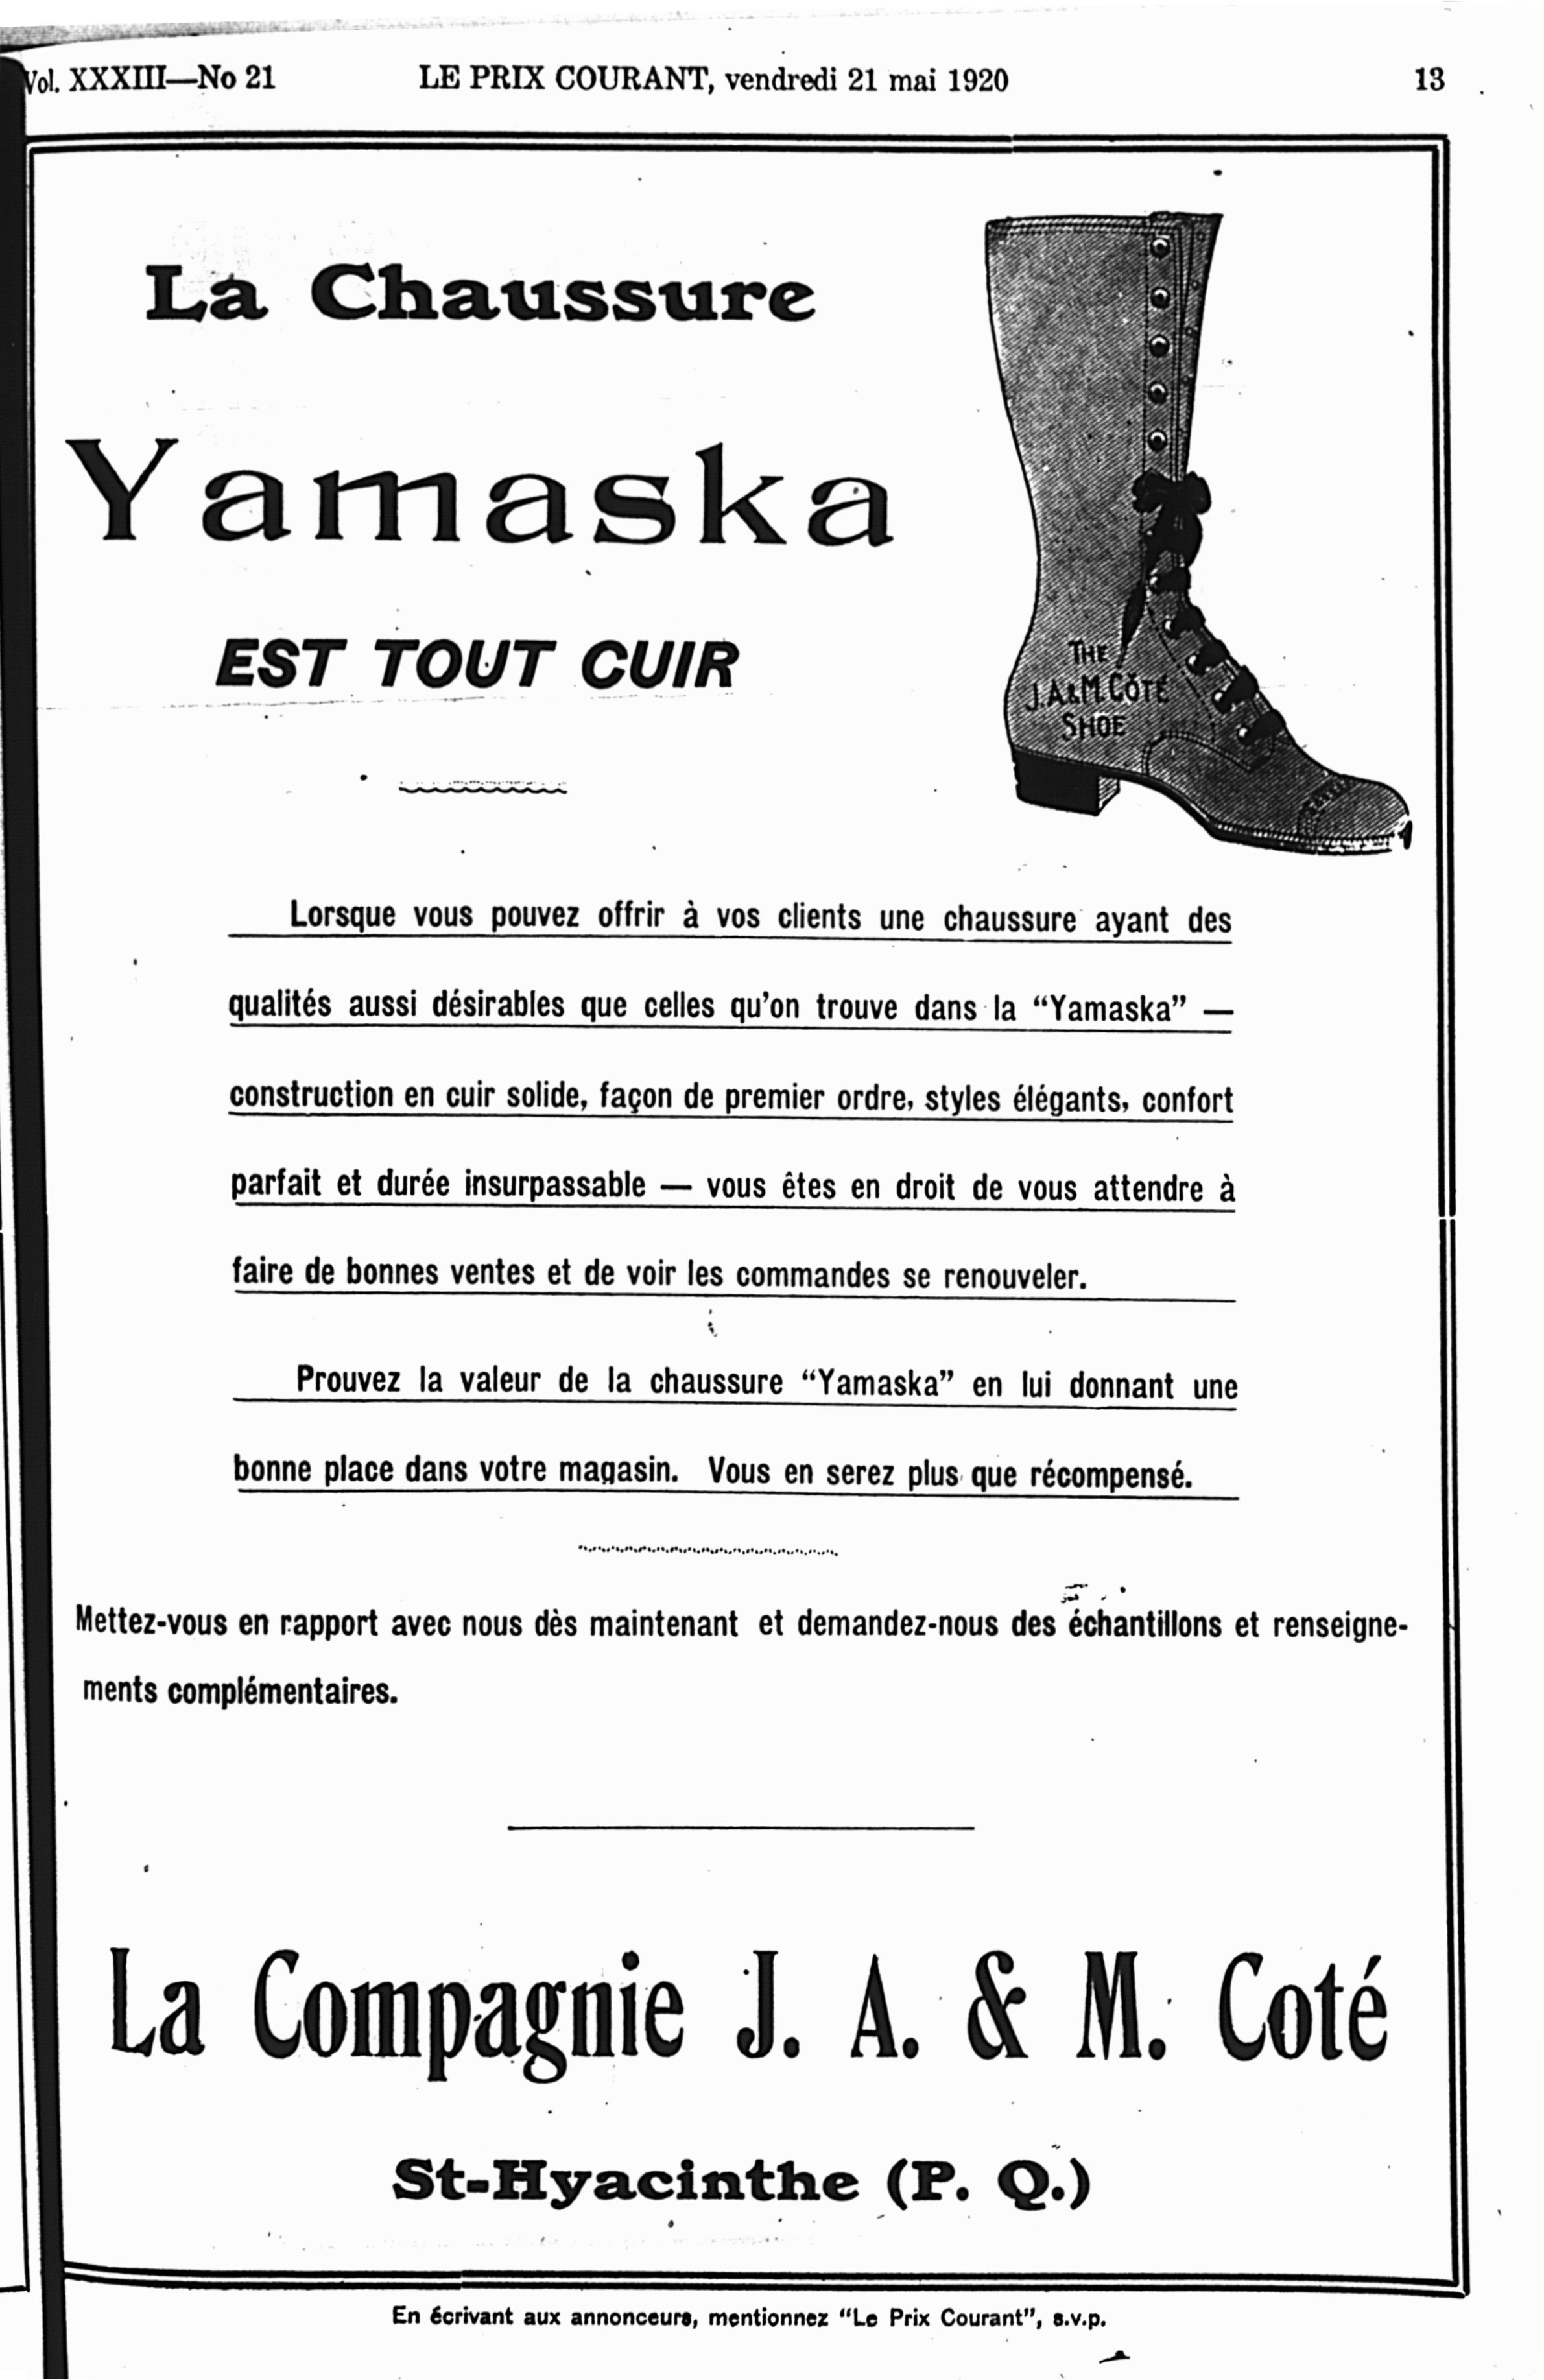 Vol. XXXIII—No 21 LE PRIX COURANT, vendredi 21 mai 1920 13
La Chaussure
Yamaska
EST TOUT CUIR
THE
J.A.&M. CÔTÉ
SHOE
Lorsque vous pouvez offrir à vos clients une chaussure ayant des
qualités aussi désirables que celles qu'on trouve dans la “Yamaska” —
construction en cuir solide, façon de premier ordre, styles élégants, confort
parfait et durée insurpassable — vous êtes en droit de vous attendre à
faire de bonnes ventes et de voir les commandes se renouveler.
Prouvez la valeur de la chaussure “Yamaska” en lui donnant une
bonne place dans votre magasin. Vous en serez plus que récompensé.
Mettez-vous en rapport avec nous dès maintenant et demandez-nous des échantillons et renseigne-
ments complémentaires.
La Compagnie J. A. & M. Coté
St-Hyacinthe (P. Q.)
En écrivant aux annonceurs, mentionnez “Le Prix Courant”, s.v.p.